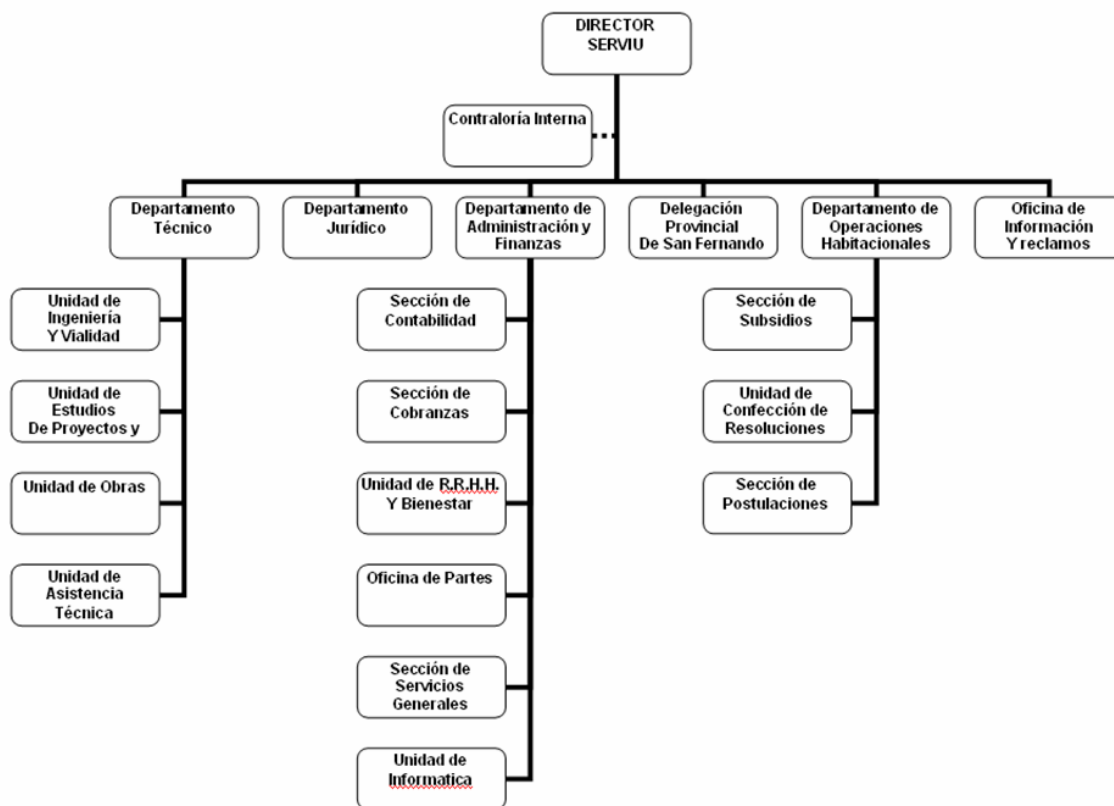 DIRECTOR
SERVIU
Contraloría Interna
Departamento
Técnico
Departamento
Jurídico
Departamento de
Administración y
Finanzas
Delegación
Provincial
De San Fernando
Departamento de
Operaciones
Habitacionales
Oficina de
Información
Y reclamos
Unidad de
Ingeniería
Y Vialidad
Unidad de
Estudios
De Proyectos y
Unidad de Obras
Unidad de
Asistencia
Técnica
Sección de
Contabilidad
Sección de
Cobranzas
Unidad de R.R.H.H.
Y Bienestar
Oficina de Partes
Sección de
Servicios
Generales
Unidad de
Informatica
Sección de
Subsidios
Unidad de
Confección de
Resoluciones
Sección de
Postulaciones